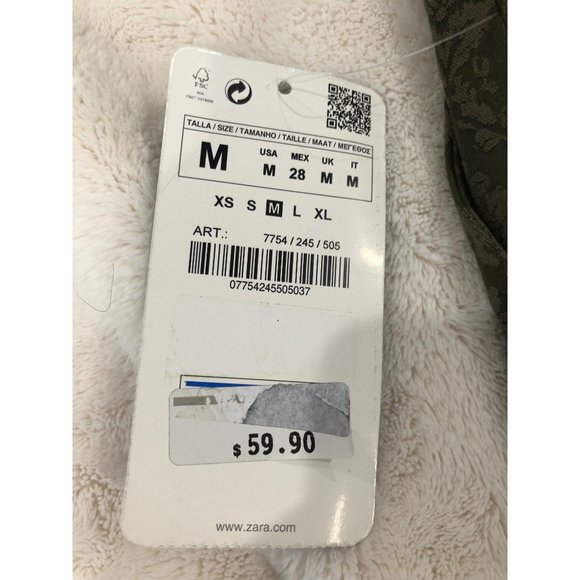 FSC
MIX
TALLA / SIZE / TAMANHO / TAILLE / MAAT / ΜΕΓΕΘΟΣ
M USA MEX UK IT
M 28 M M
XS S M L XL
ART.: 7754 / 245 / 505
07754245505037
$ 59.90
www.zara.com